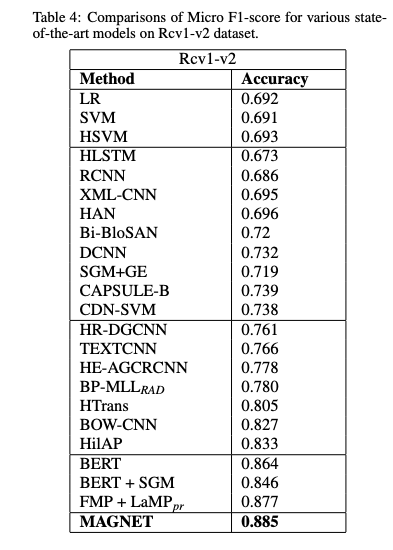 Table 4: Comparisons of Micro F1-score for various state-
of-the-art models on Rcv1-v2 dataset.
Rcv1-v2
Method Accuracy
LR 0.692
SVM 0.691
HSVM 0.693
HLSTM 0.673
RCNN 0.686
XML-CNN 0.695
HAN 0.696
Bi-BloSAN 0.72
DCNN 0.732
SGM+GE 0.719
CAPSULE-B 0.739
CDN-SVM 0.738
HR-DGCNN 0.761
TEXTCNN 0.766
HE-AGCRCNN 0.778
BP-MLLRAD 0.780
HTrans 0.805
BOW-CNN 0.827
HilAP 0.833
BERT 0.864
BERT + SGM 0.846
FMP + LaMPpr 0.877
MAGNET 0.885